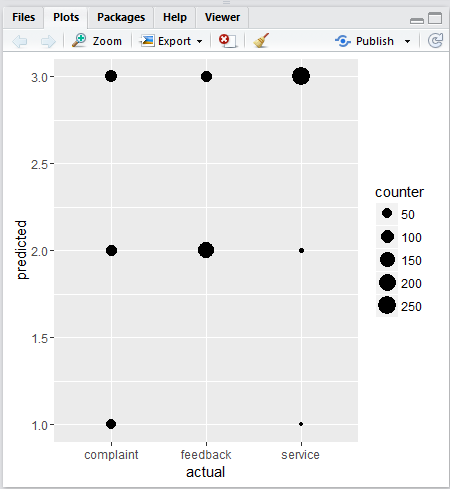 Files Plots Packages Help Viewer
Zoom Export Publish
3.0
2.5
2.0
1.5
1.0
predicted
complaint feedback service
actual
counter
50
100
150
200
250